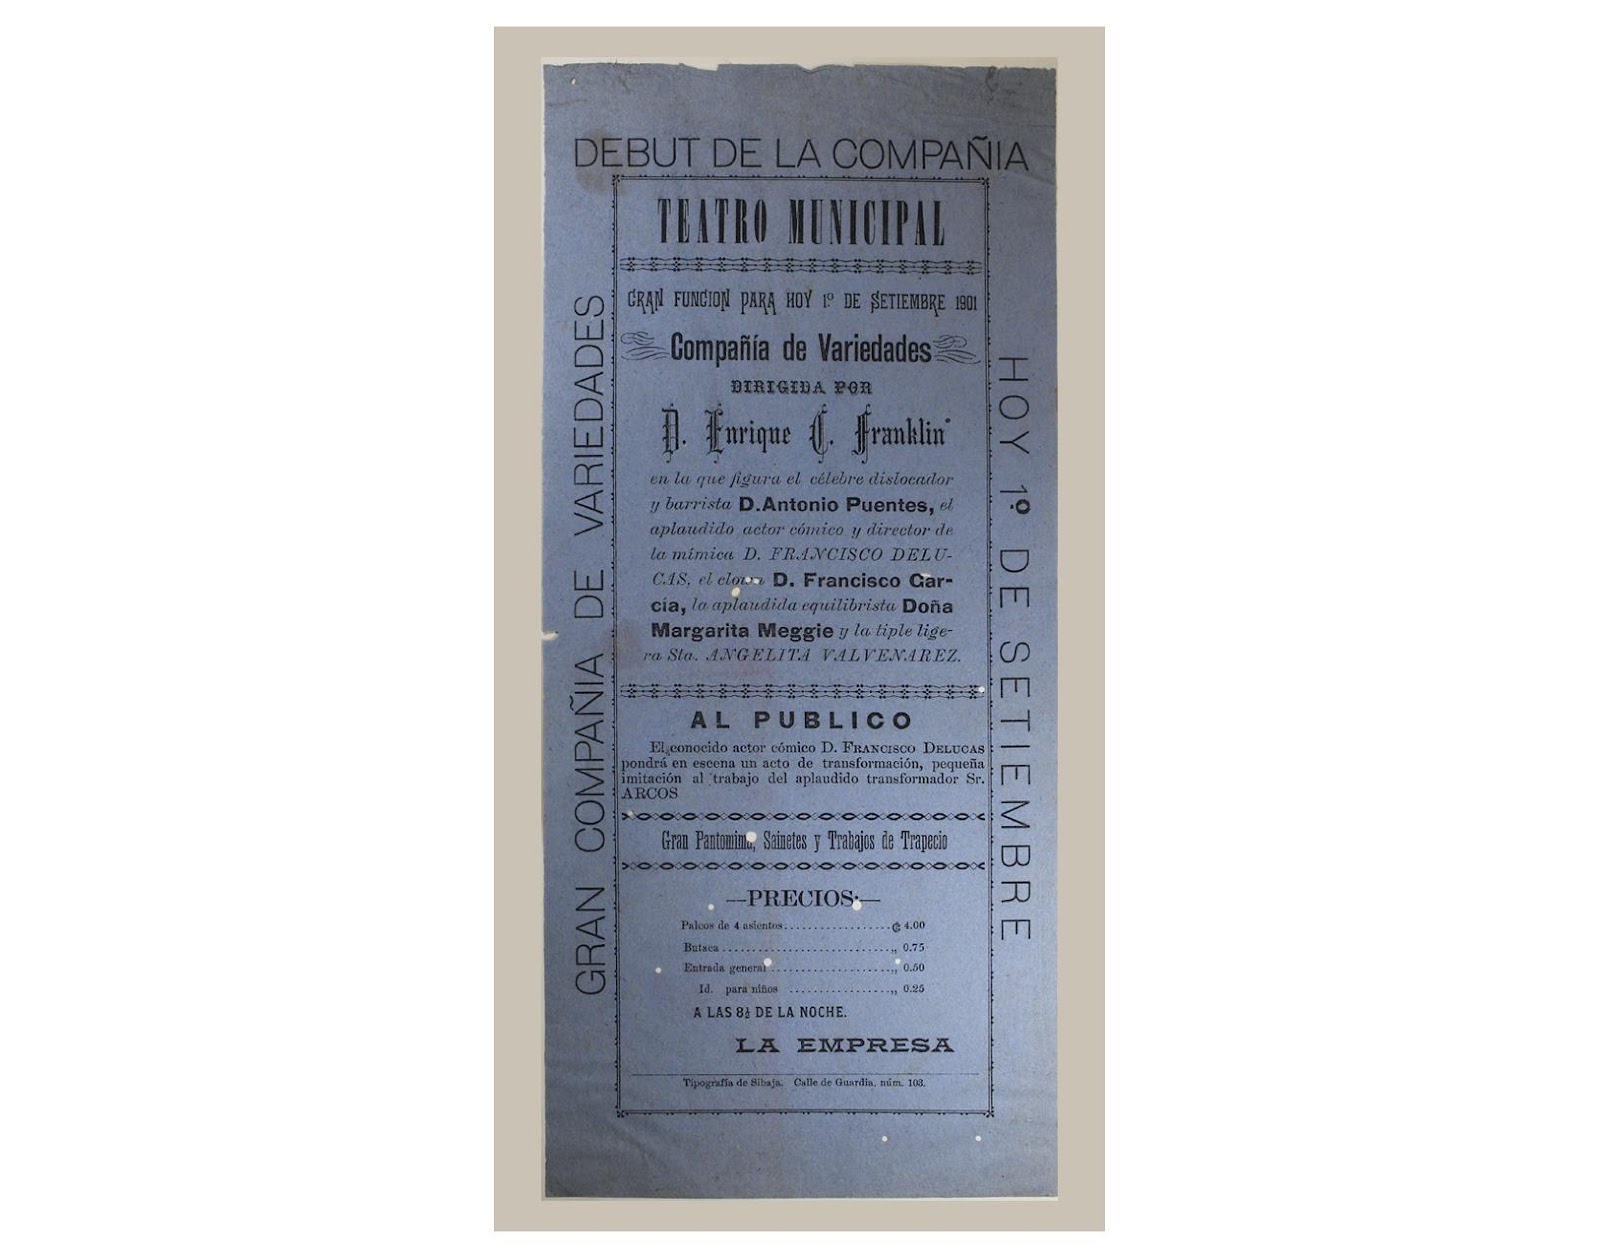 DEBUT DE LA COMPAÑIA
GRAN COMPAÑIA DE VARIEDADES
HOY 1º DE SETIEMBRE
TEATRO MUNICIPAL
GRAN FUNCION PARA HOY 1º DE SETIEMBRE 1901
Compañía de Variedades
DIRIGIDA POR
D. Enrique C. Franklin
en la que figura el célebre dislocador
y barrista D. Antonio Puentes, el
aplaudido actor cómico y director de
la mímica D. FRANCISCO DELU-
CAS, el clown D. Francisco Gar-
cía, la aplaudida equilibrista Doña
Margarita Meggie y la tiple lige-
ra Sta. ANGELITA VALVENAREZ.
AL PUBLICO
El conocido actor cómico D. FRANCISCO DELUCAS
pondrá en escena un acto de transformación, pequeña
imitación al trabajo del aplaudido transformador Sr.
ARCOS
Gran Pantomima, Sainetes y Trabajos de Trapecio
—PRECIOS:—
Palcos de 4 asientos................₡ 4.00
Butaca...........................,, 0.75
Entrada general...................,, 0.50
Id. para niños................,, 0.25
A LAS 8½ DE LA NOCHE.
LA EMPRESA
Tipografía de Sibaja. Calle de Guardia, núm. 103.